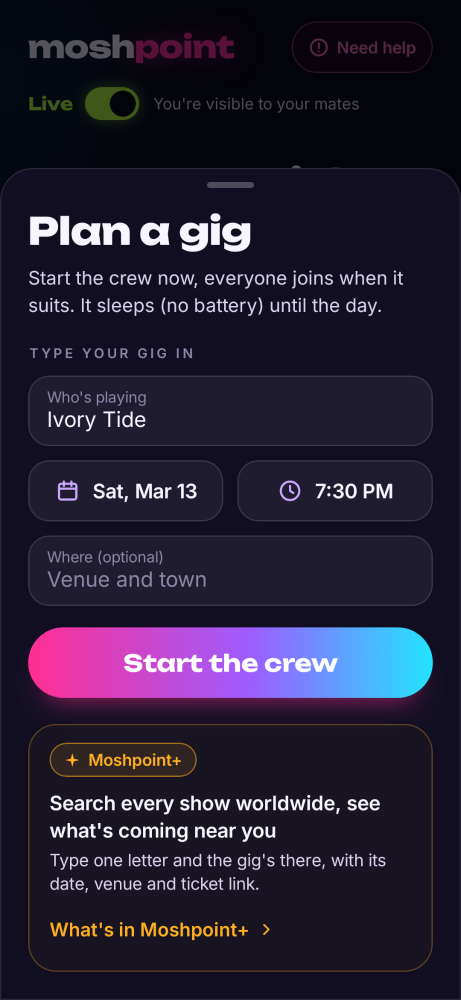 moshpoint
Need help
Live
You're visible to your mates
Plan a gig
Start the crew now, everyone joins when it
suits. It sleeps (no battery) until the day.
TYPE YOUR GIG IN
Who's playing
Ivory Tide
Sat, Mar 13
7:30 PM
Where (optional)
Venue and town
Start the crew
Moshpoint+
Search every show worldwide, see
what's coming near you
Type one letter and the gig's there, with its
date, venue and ticket link.
What's in Moshpoint+